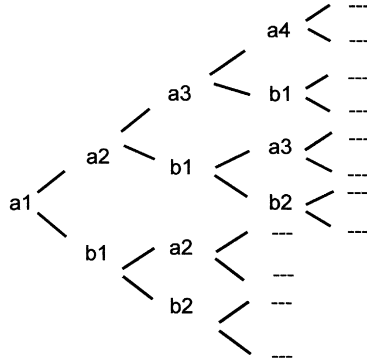 a4 ---
---
a3 b1 ---
---
a2 b1 a3 ---
---
b2 ---
---
a1
b1 a2 ---
---
b2 ---
---